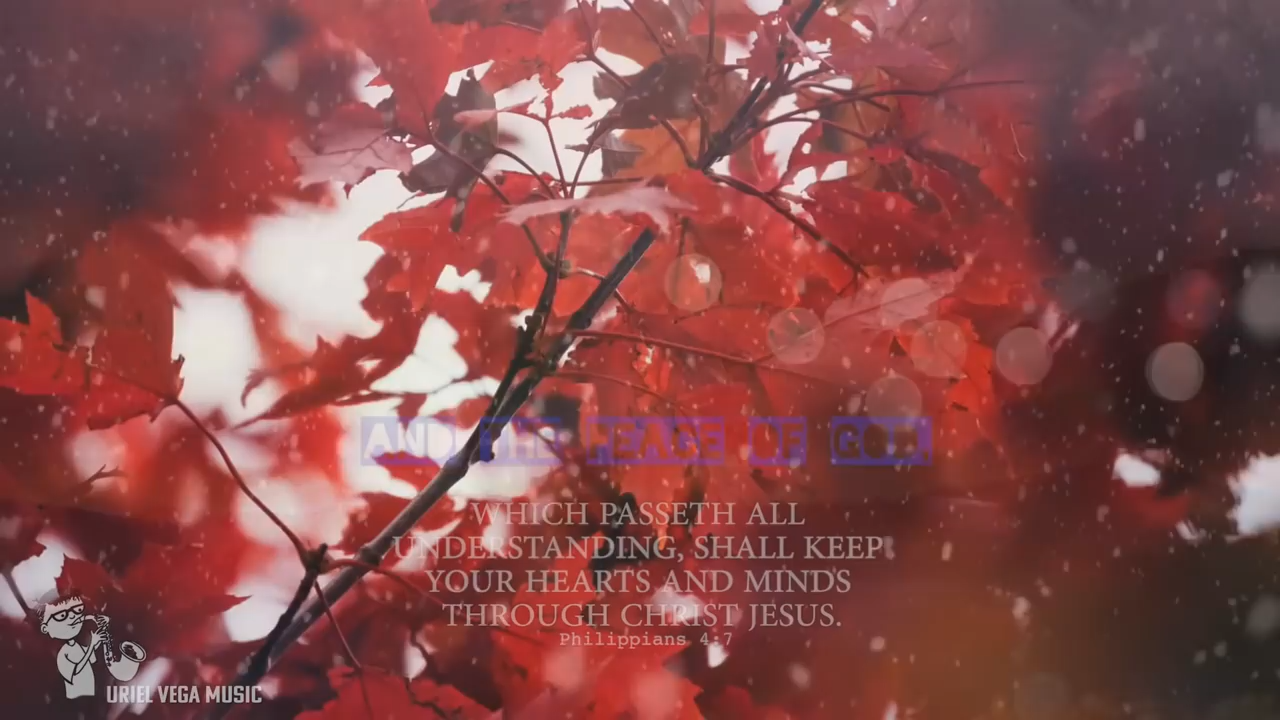 AND THE PEACE OF GOD,
WHICH PASSETH ALL
UNDERSTANDING, SHALL KEEP
YOUR HEARTS AND MINDS
THROUGH CHRIST JESUS.
Philippians 4:7
URIEL VEGA MUSIC